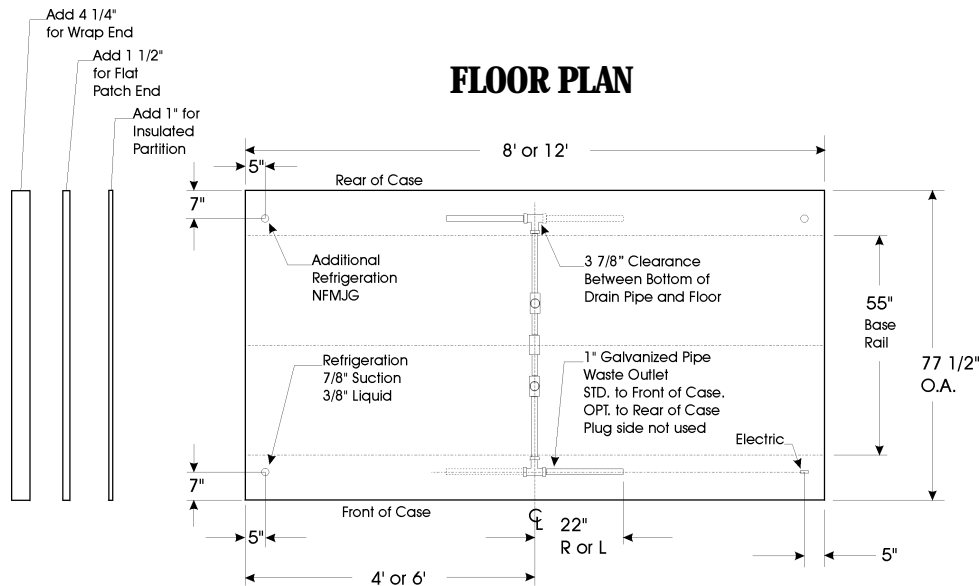 Add 4 1/4"
for Wrap End
Add 1 1/2"
for Flat
Patch End
Add 1" for
Insulated
Partition
FLOOR PLAN
8' or 12'
5"
Rear of Case
7"
Additional
Refrigeration
NFMJG
3 7/8" Clearance
Between Bottom of
Drain Pipe and Floor
55"
Base
Rail
77 1/2"
O.A.
Refrigeration
7/8" Suction
3/8" Liquid
1" Galvanized Pipe
Waste Outlet
STD. to Front of Case.
OPT. to Rear of Case
Plug side not used
Electric
7"
Front of Case
5"
CL
22"
R or L
5"
4' or 6'